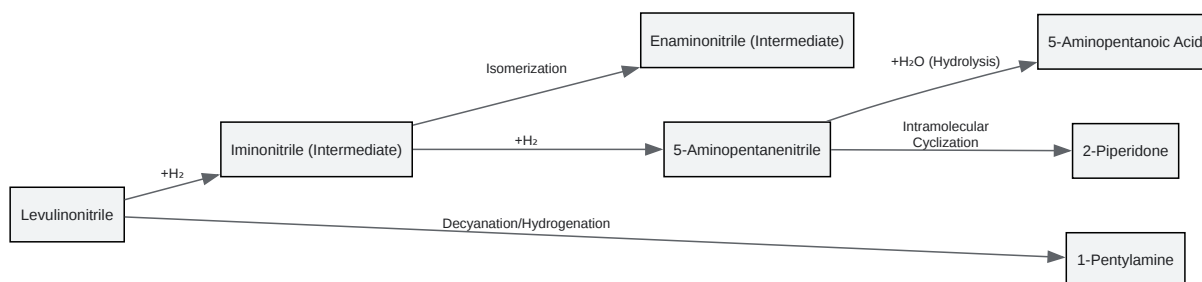 Enaminonitrile (Intermediate)
5-Aminopentanoic Acid
Isomerization
+H₂O (Hydrolysis)
Iminonitrile (Intermediate)
+H₂
5-Aminopentanenitrile
Intramolecular
Cyclization
2-Piperidone
+H₂
Levulinonitrile
Decyanation/Hydrogenation
1-Pentylamine